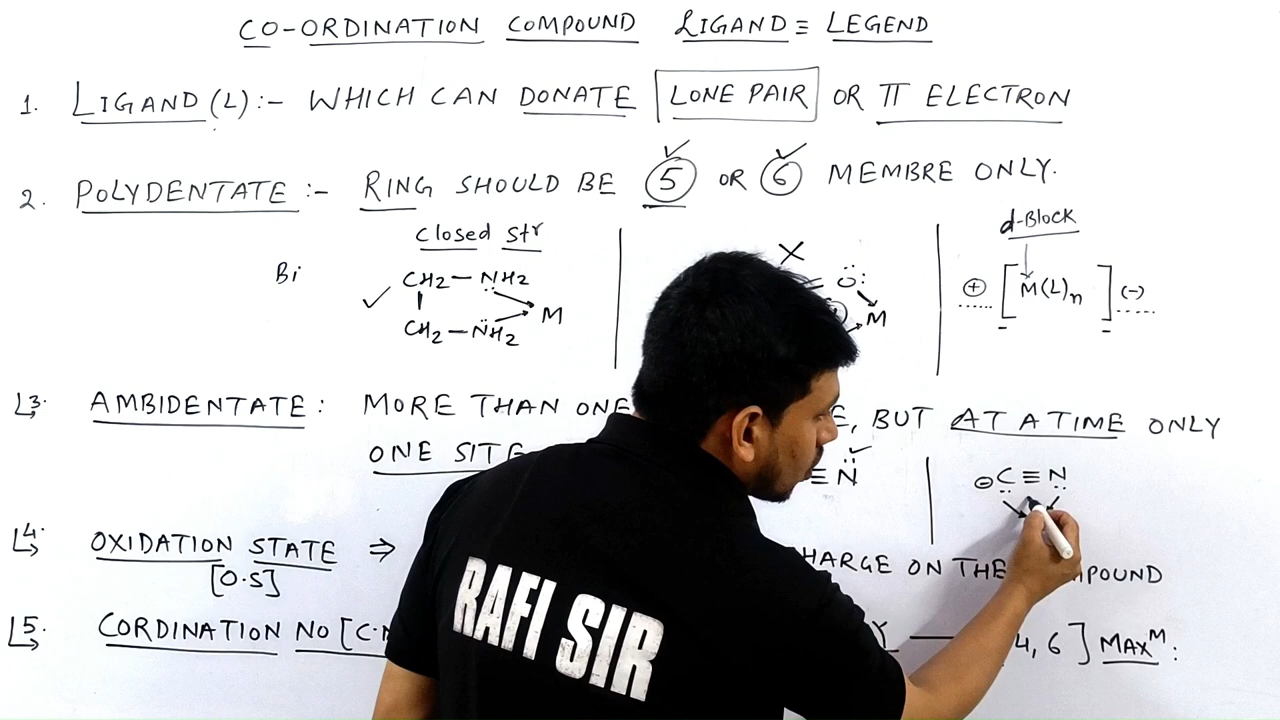 CO-ORDINATION COMPOUND LIGAND ≡ LEGEND
1. LIGAND (L) :- WHICH CAN DONATE LONE PAIR OR π ELECTRON
2. POLYDENTATE :- RING SHOULD BE 5 OR 6 MEMBRE ONLY.
closed str
d-Block
Bi
CH2 — NH2
CH2 — NH2
M
X
O
M
⊕ [M(L)n] (-)
3. AMBIDENTATE : MORE THAN ONE BUT AT A TIME ONLY
ONE SITE
≡ N
⊖ C ≡ N
4. OXIDATION STATE ⇒ HARGE ON THE MPOUND
[O.S]
5. CORDINATION NO [C. 4, 6] MAXᴹ :
RAFI SIR